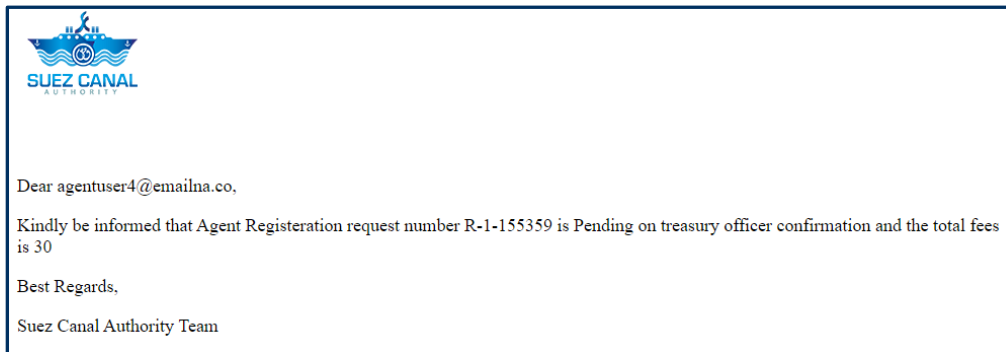 SUEZ CANAL
AUTHORITY
Dear agentuser4@emailna.co,
Kindly be informed that Agent Registeration request number R-1-155359 is Pending on treasury officer confirmation and the total fees
is 30
Best Regards,
Suez Canal Authority Team